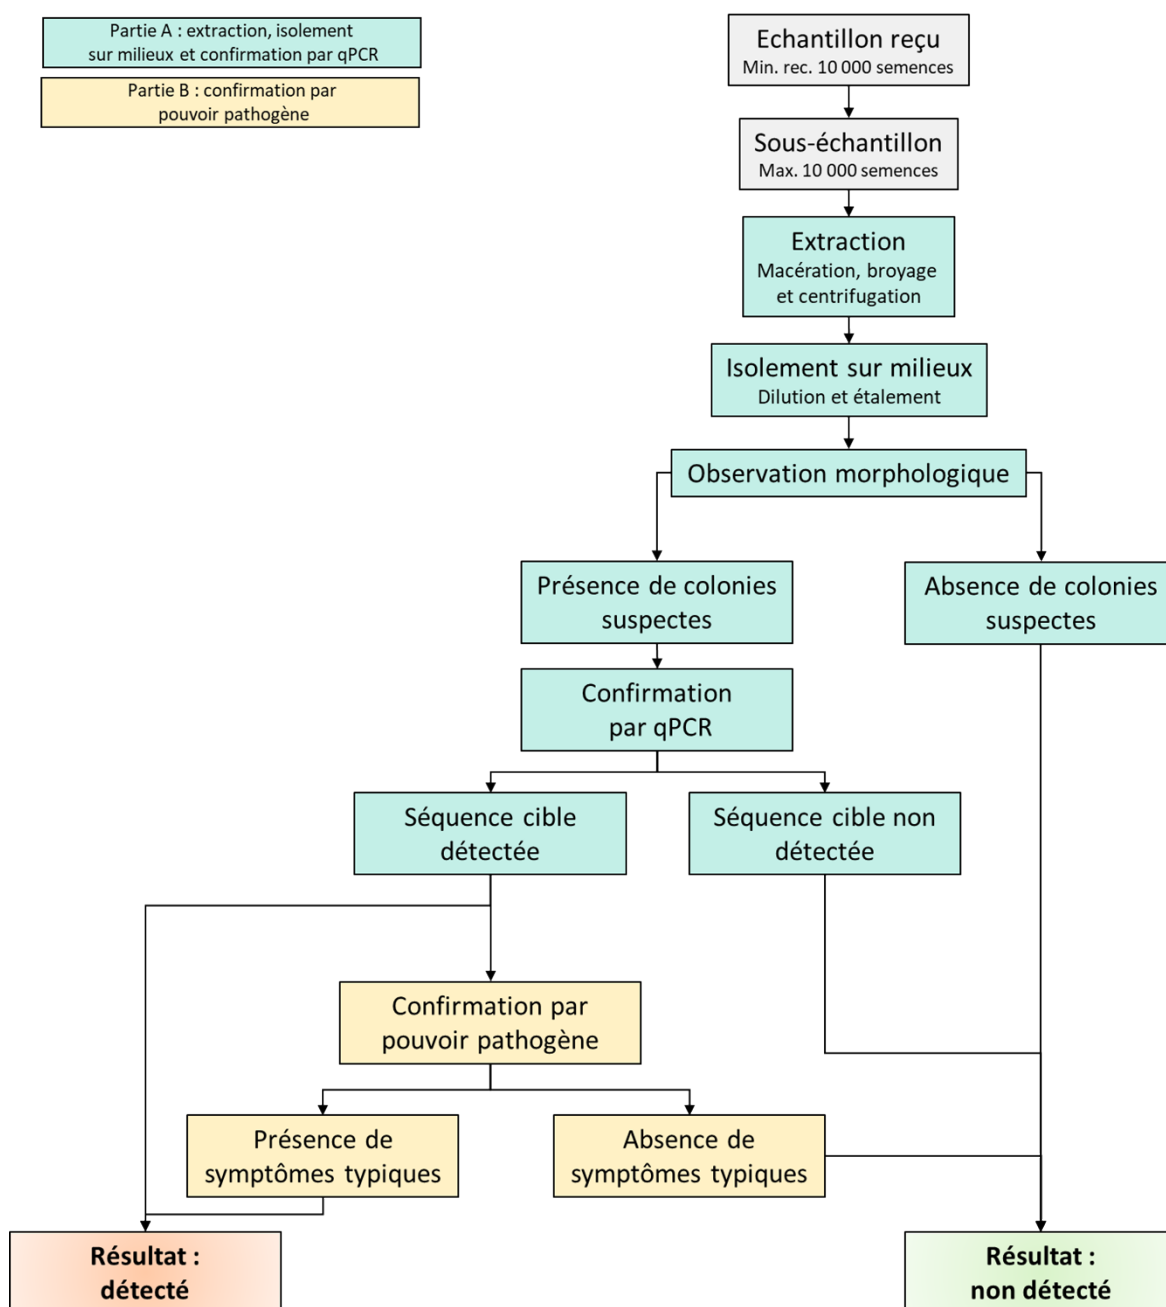 Partie A : extraction, isolement
sur milieux et confirmation par qPCR
Partie B : confirmation par
pouvoir pathogène
Echantillon reçu
Min. rec. 10 000 semences
Sous-échantillon
Max. 10 000 semences
Extraction
Macération, broyage
et centrifugation
Isolement sur milieux
Dilution et étalement
Observation morphologique
Présence de colonies
suspectes
Absence de colonies
suspectes
Confirmation
par qPCR
Séquence cible
détectée
Séquence cible non
détectée
Confirmation par
pouvoir pathogène
Présence de
symptômes typiques
Absence de
symptômes typiques
Résultat :
détecté
Résultat :
non détecté